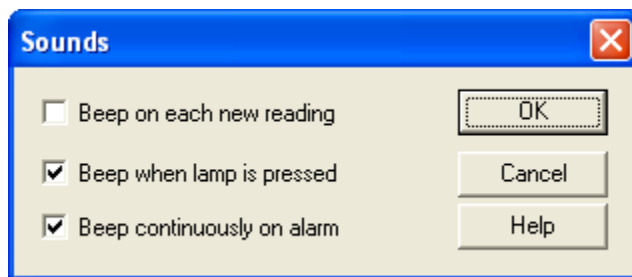 Sounds
Beep on each new reading
OK
Beep when lamp is pressed
Cancel
Beep continuously on alarm
Help